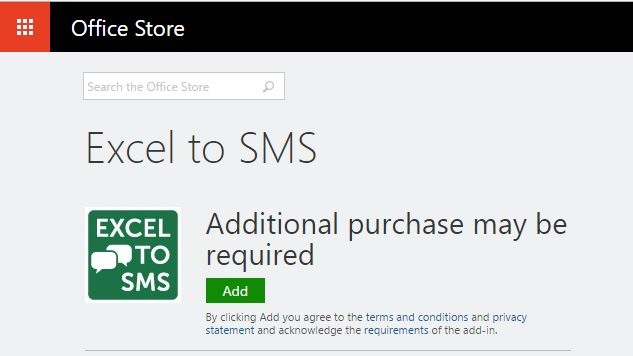 Office Store
Search the Office Store
Excel to SMS
EXCEL
TO
SMS
Additional purchase may be
required
Add
By clicking Add you agree to the terms and conditions and privacy
statement and acknowledge the requirements of the add-in.